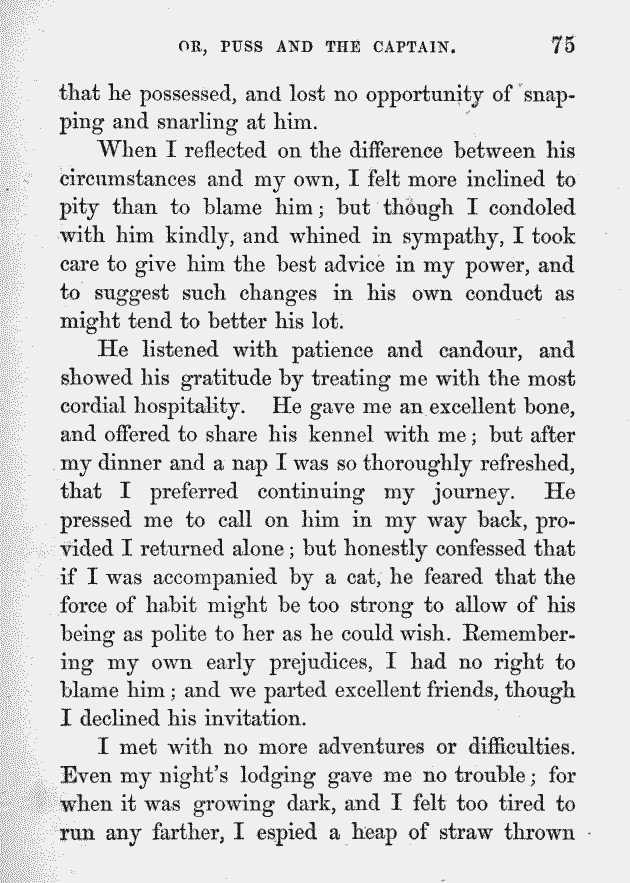 OR, PUSS AND THE CAPTAIN. 75
that he possessed, and lost no opportunity of snap-
ping and snarling at him.
When I reflected on the difference between his
circumstances and my own, I felt more inclined to
pity than to blame him; but though I condoled
with him kindly, and whined in sympathy, I took
care to give him the best advice in my power, and
to suggest such changes in his own conduct as
might tend to better his lot.
He listened with patience and candour, and
showed his gratitude by treating me with the most
cordial hospitality. He gave me an excellent bone,
and offered to share his kennel with me; but after
my dinner and a nap I was so thoroughly refreshed,
that I preferred continuing my journey. He
pressed me to call on him in my way back, pro-
vided I returned alone; but honestly confessed that
if I was accompanied by a cat, he feared that the
force of habit might be too strong to allow of his
being as polite to her as he could wish. Remember-
ing my own early prejudices, I had no right to
blame him; and we parted excellent friends, though
I declined his invitation.
I met with no more adventures or difficulties.
Even my night's lodging gave me no trouble; for
when it was growing dark, and I felt too tired to
run any farther, I espied a heap of straw thrown